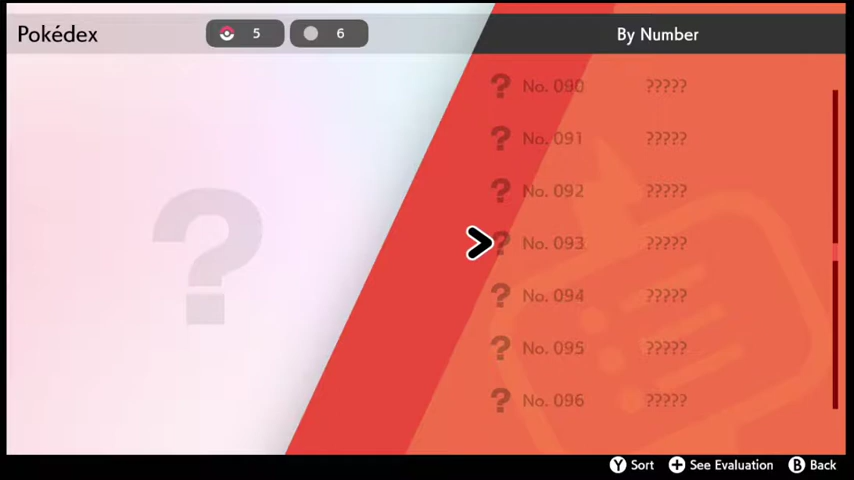 Pokédex 5 6 By Number
? No. 090 ?????
? No. 091 ?????
? No. 092 ?????
? No. 093 ?????
? No. 094 ?????
? No. 095 ?????
? No. 096 ?????
?
Y Sort + See Evaluation B Back